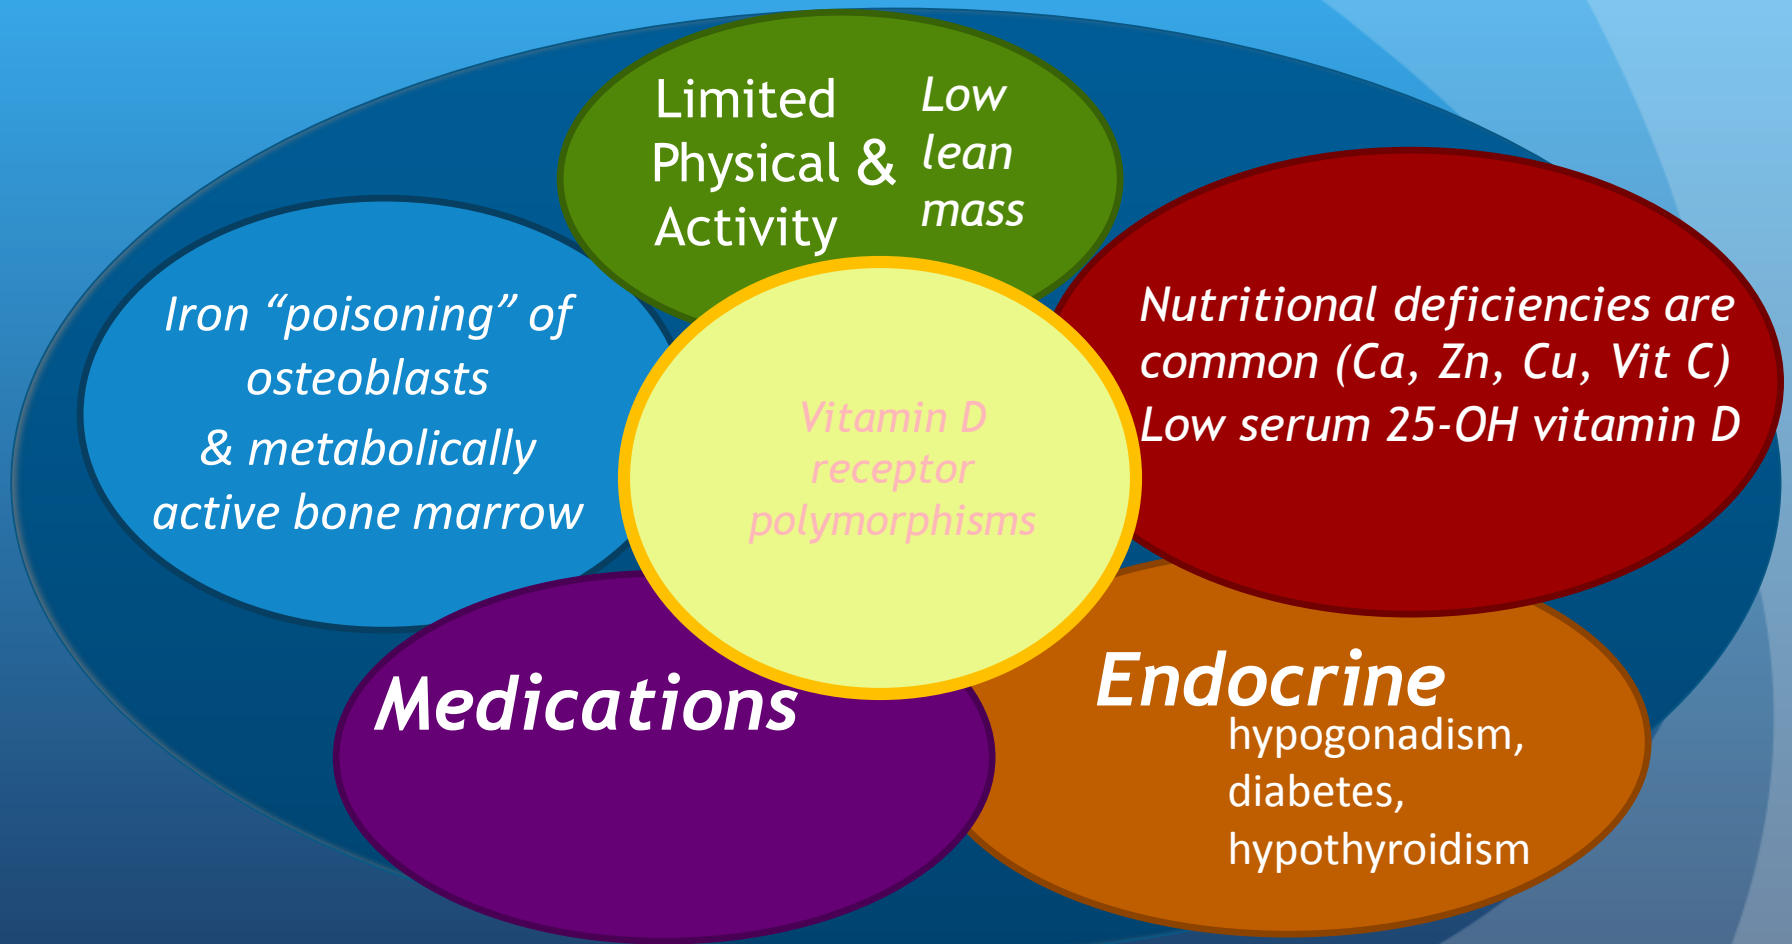 Limited
Physical &
Activity
Low
lean
mass
Iron “poisoning” of
osteoblasts
& metabolically
active bone marrow
Nutritional deficiencies are
common (Ca, Zn, Cu, Vit C)
Low serum 25-OH vitamin D
Vitamin D
receptor
polymorphisms
Medications
Endocrine
hypogonadism,
diabetes,
hypothyroidism